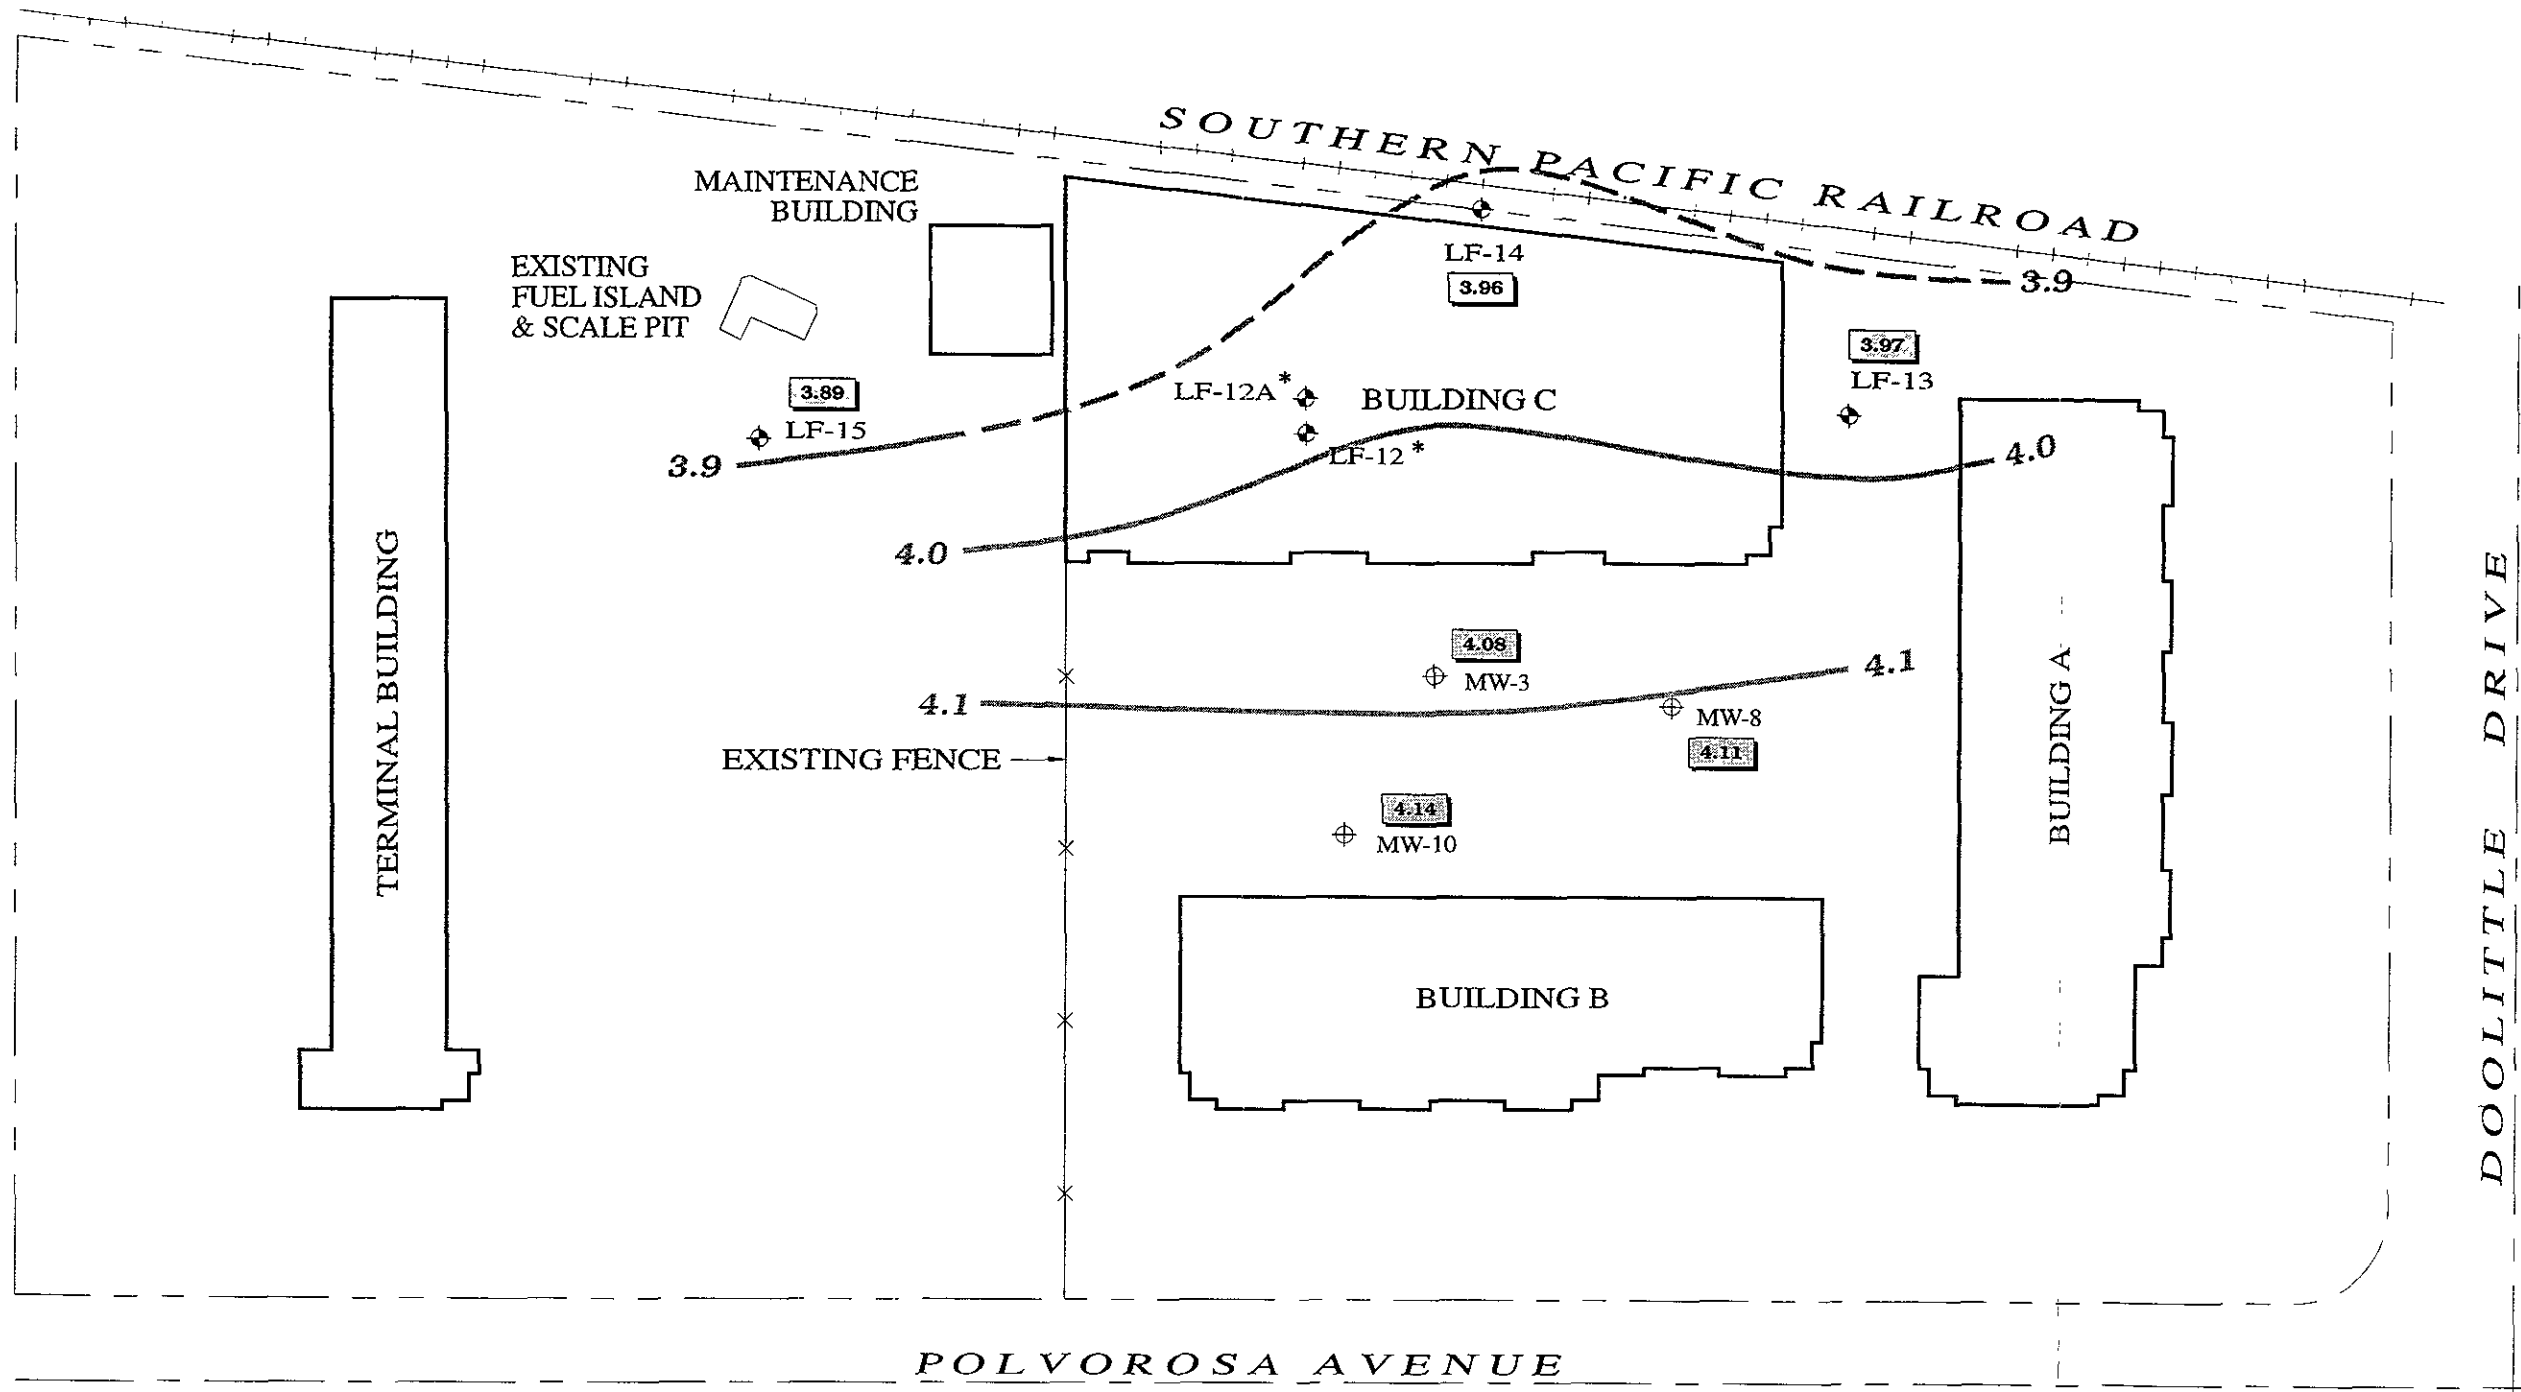 SOUTHERN PACIFIC RAILROAD
MAINTENANCE
BUILDING
EXISTING
FUEL ISLAND
& SCALE PIT
LF-14
3.96
3.9
3.97
LF-13
3.89
LF-15
3.9
LF-12A*
BUILDING C
LF-12*
4.0
4.0
TERMINAL BUILDING
4.08
MW-3
4.1
4.1
MW-8
4.11
EXISTING FENCE
4.14
MW-10
BUILDING A
BUILDING B
DOOLITTLE DRIVE
POLVOROSA AVENUE